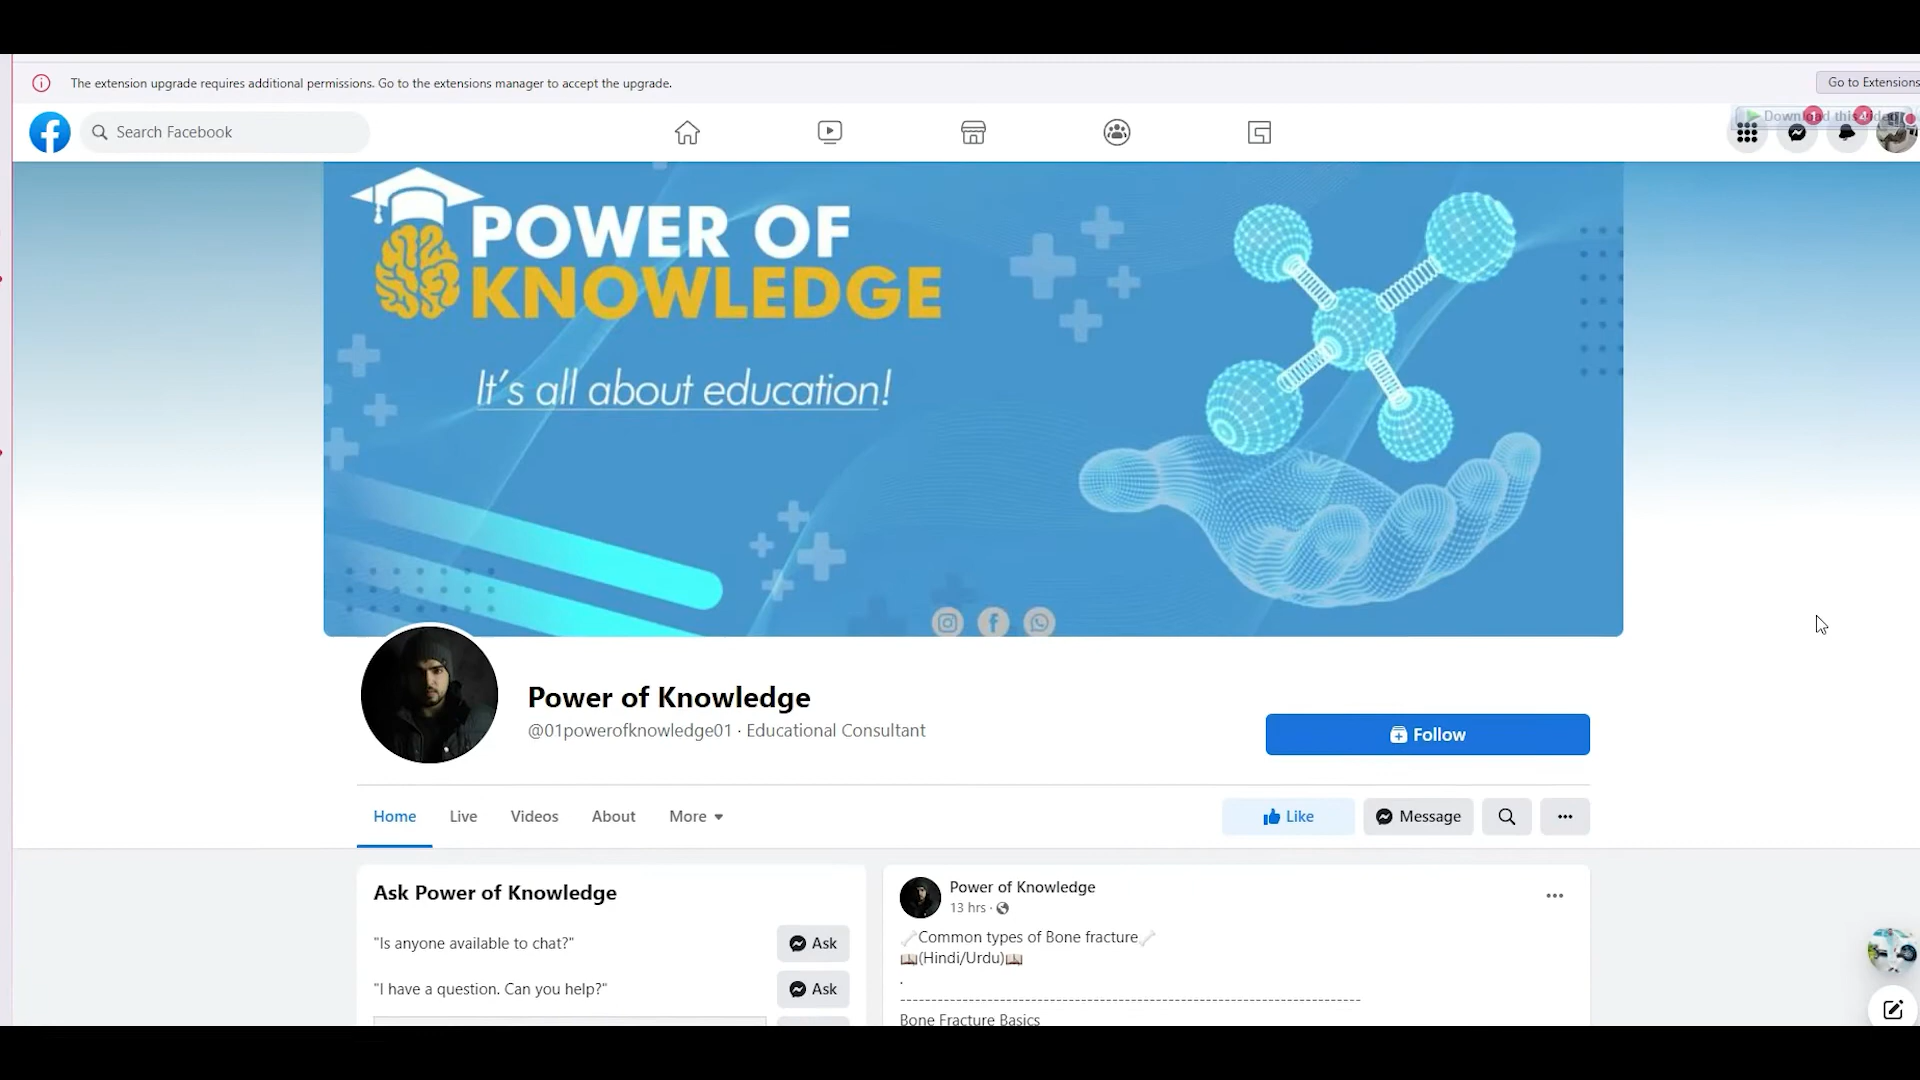 The extension upgrade requires additional permissions. Go to the extensions manager to accept the upgrade.
Go to Extensions
Search Facebook
Download this video
POWER OF
KNOWLEDGE
It's all about education!
Power of Knowledge
@01powerofknowledge01 · Educational Consultant
Follow
Home
Live
Videos
About
More
Like
Message
Ask Power of Knowledge
"Is anyone available to chat?"
Ask
"I have a question. Can you help?"
Ask
Power of Knowledge
13 hrs ·
🦴Common types of Bone fracture🦴
📖(Hindi/Urdu)📖
.
---------------------------------------------------------------------------
Bone Fracture Basics